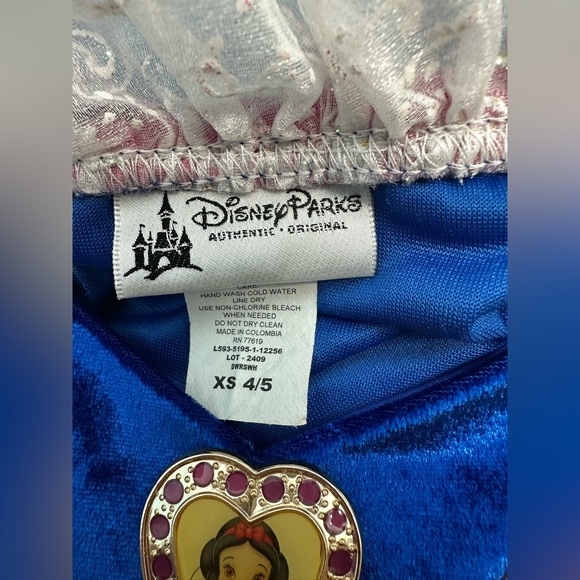 DISNEYPARKS
AUTHENTIC • ORIGINAL
CARE:
HAND WASH COLD WATER
LINE DRY
USE NON-CHLORINE BLEACH
WHEN NEEDED
DO NOT DRY CLEAN
MADE IN COLOMBIA
RN 77619
L593-5195-1-12256
LOT - 2409
DWRSWH
XS 4/5